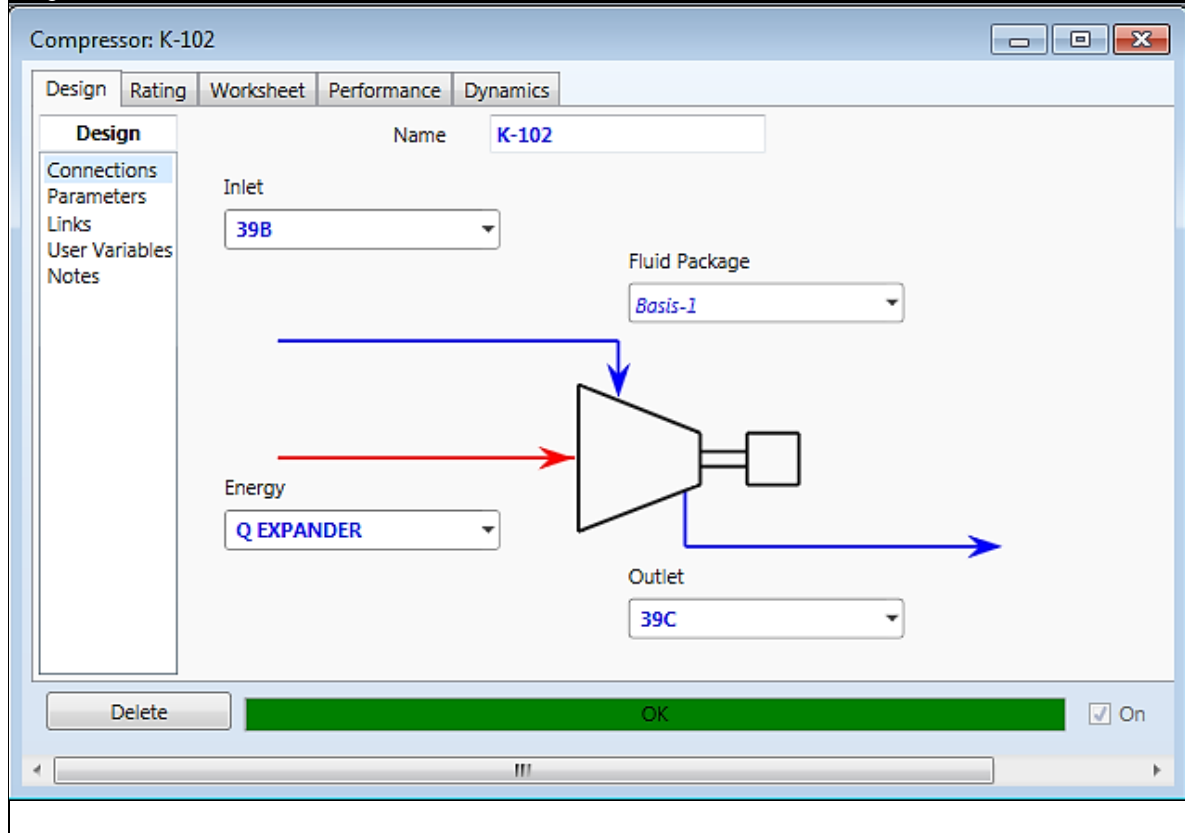 Compressor: K-102
Design Rating Worksheet Performance Dynamics
Design
Connections
Parameters
Links
User Variables
Notes
Name K-102
Inlet
39B
Fluid Package
Basis-1
Energy
Q EXPANDER
Outlet
39C
Delete
OK
On